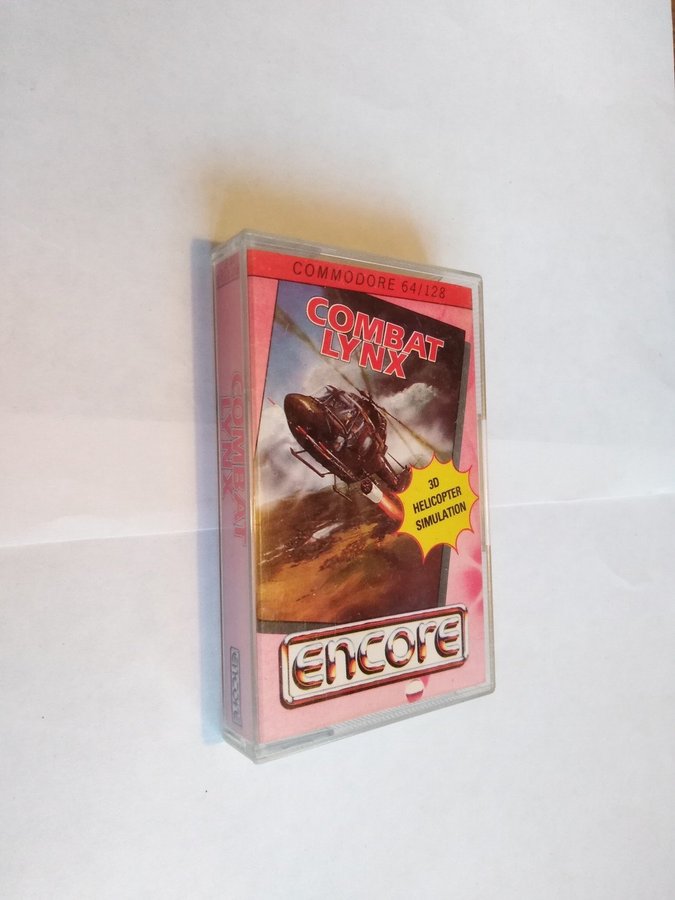 COMMODORE 64/128
COMBAT
LYNX
3D
HELICOPTER
SIMULATION
encore
COMBAT
LYNX
encore